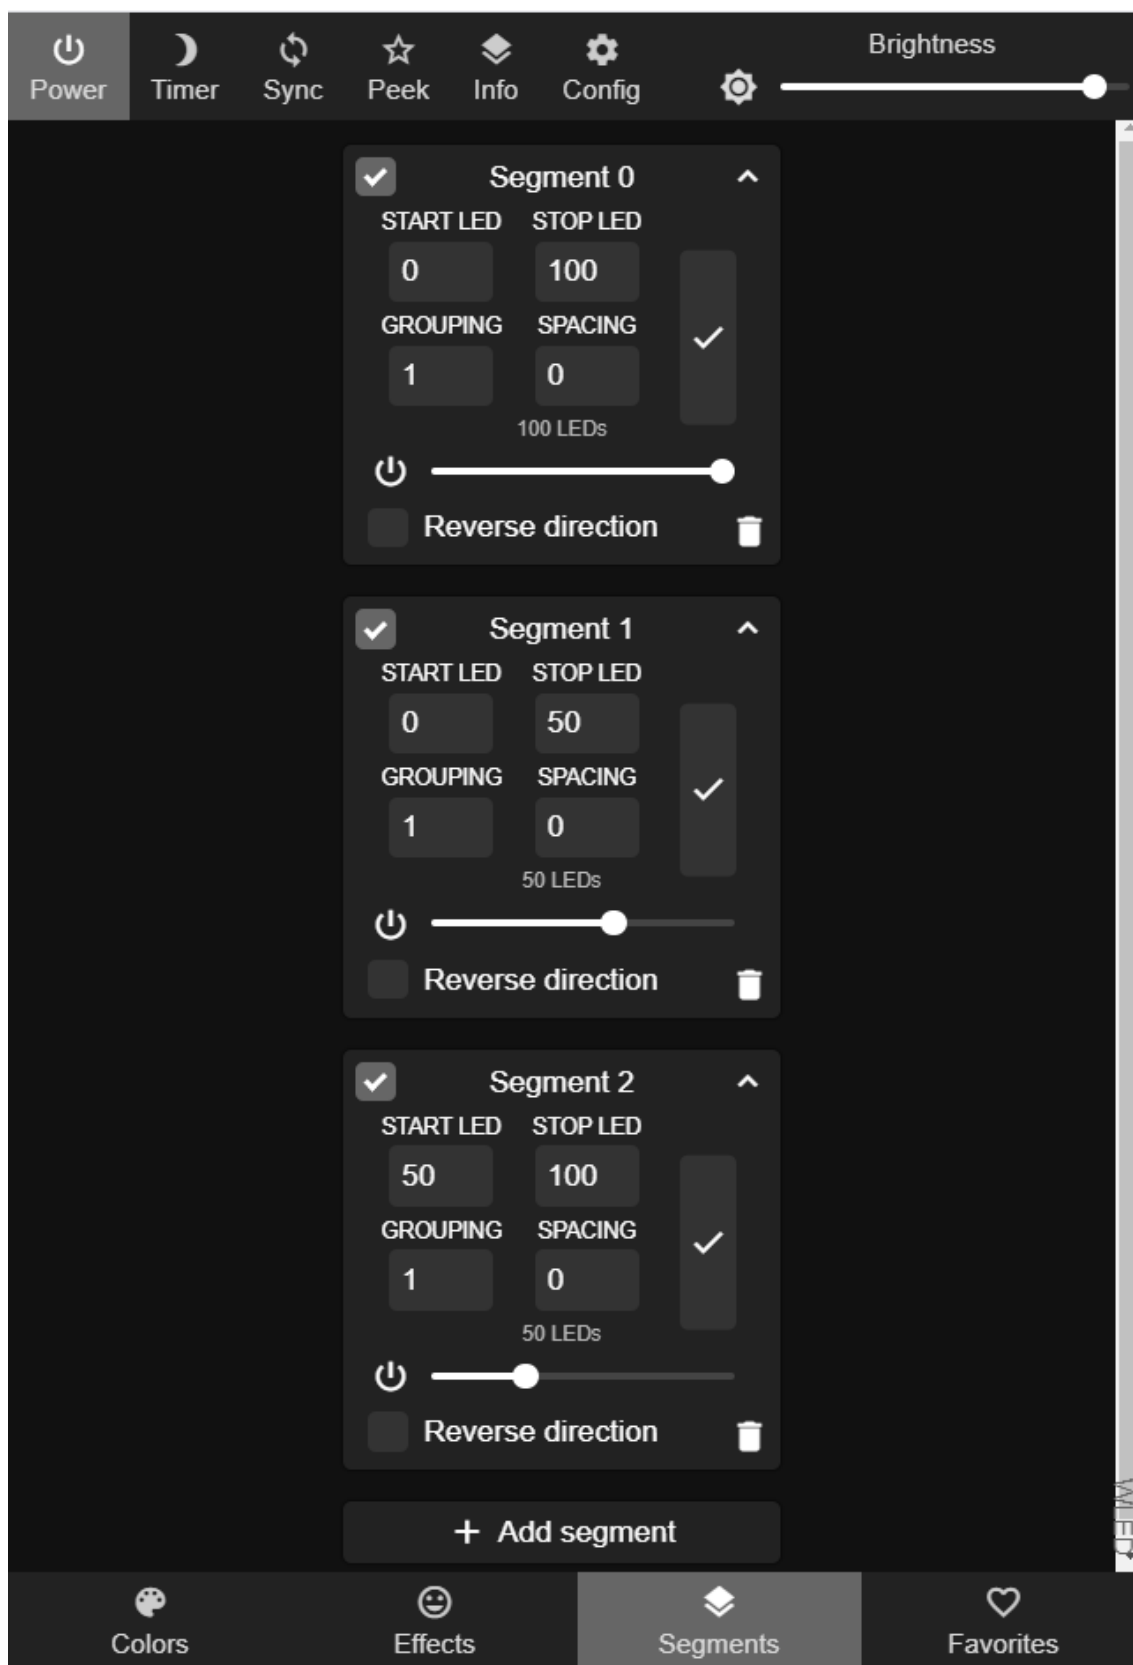 Power Timer Sync Peek Info Config Brightness
Segment 0
START LED STOP LED
0 100
GROUPING SPACING
1 0
100 LEDs
Reverse direction
Segment 1
START LED STOP LED
0 50
GROUPING SPACING
1 0
50 LEDs
Reverse direction
Segment 2
START LED STOP LED
50 100
GROUPING SPACING
1 0
50 LEDs
Reverse direction
+ Add segment
WLED
Colors Effects Segments Favorites